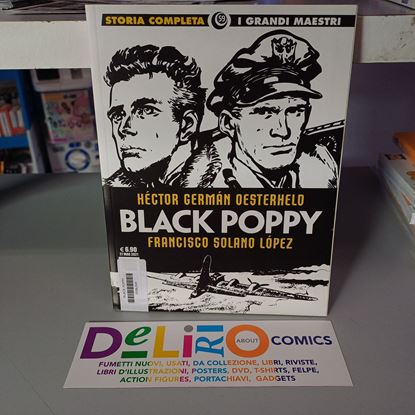 STORIA COMPLETA 59 I GRANDI MAESTRI
HÉCTOR GERMÁN OESTERHELD
BLACK POPPY
FRANCISCO SOLANO LÓPEZ
€ 6.90
DeLiRiO ABOUT COMICS
FUMETTI NUOVI, USATI, DA COLLEZIONE, LIBRI, RIVISTE,
LIBRI D'ILLUSTRAZIONI, POSTERS, DVD, T-SHIRTS, FELPE,
ACTION FIGURES, PORTACHIAVI, GADGETS